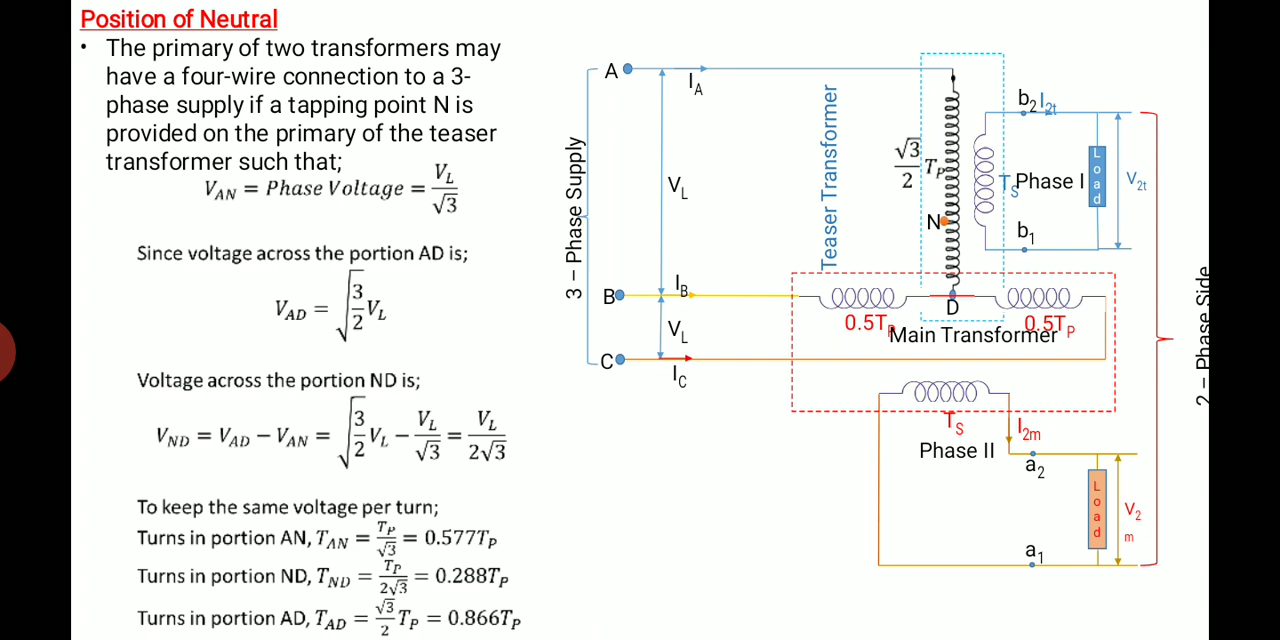 Position of Neutral
• The primary of two transformers may
have a four-wire connection to a 3-
phase supply if a tapping point N is
provided on the primary of the teaser
transformer such that;
V_AN = Phase Voltage = V_L/√3
Since voltage across the portion AD is;
V_AD = √(3/2) V_L
Voltage across the portion ND is;
V_ND = V_AD − V_AN = √(3/2) V_L − V_L/√3 = V_L/2√3
To keep the same voltage per turn;
Turns in portion AN, T_AN = T_P/√3 = 0.577T_P
Turns in portion ND, T_ND = T_P/2√3 = 0.288T_P
Turns in portion AD, T_AD = √3/2 T_P = 0.866T_P
3 – Phase Supply
A
I_A
V_L
B
I_B
V_L
C
I_C
Teaser Transformer
√3/2 T_P
N
D
b2
I_2t
T_S
Phase I
Load
V_2t
b1
0.5T_P
0.5T_P
Main Transformer
T_S
I_2m
Phase II
a2
Load
V_2m
a1
2 – Phase Side